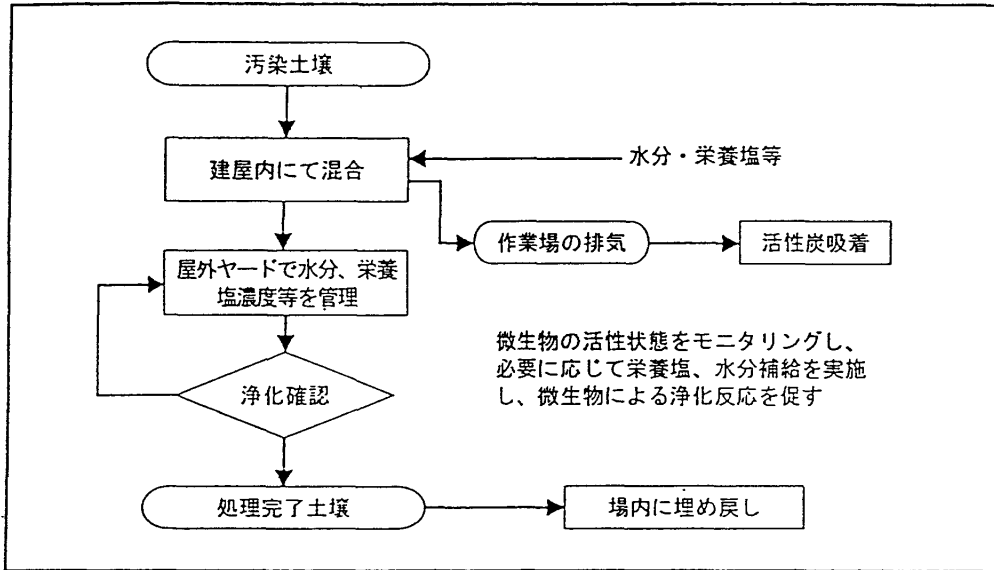 汚染土壌
建屋内にて混合
水分・栄養塩等
作業場の排気
活性炭吸着
屋外ヤードで水分、栄養
塩濃度等を管理
微生物の活性状態をモニタリングし、
必要に応じて栄養塩、水分補給を実施
し、微生物による浄化反応を促す
浄化確認
処理完了土壌
場内に埋め戻し